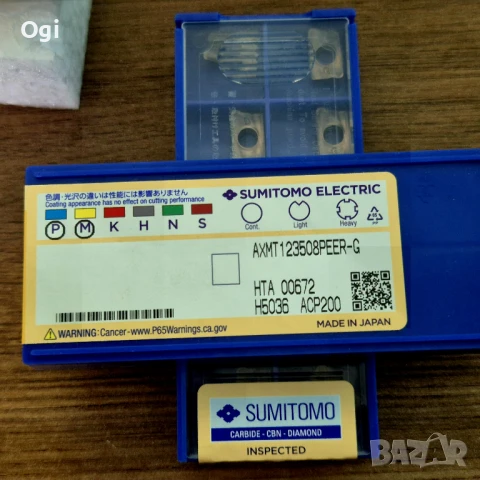 Ogi
色調・光沢の違いは性能には影響ありません
Coating appearance has no effect on cutting performance
SUMITOMO ELECTRIC
P M K H N S
Cont. Light Heavy
AXMT123508PEER-G
HTA 00672
H5036 ACP200
WARNING: Cancer-www.P65Warnings.ca.gov
MADE IN JAPAN
SUMITOMO
CARBIDE - CBN - DIAMOND
INSPECTED
BAZAR